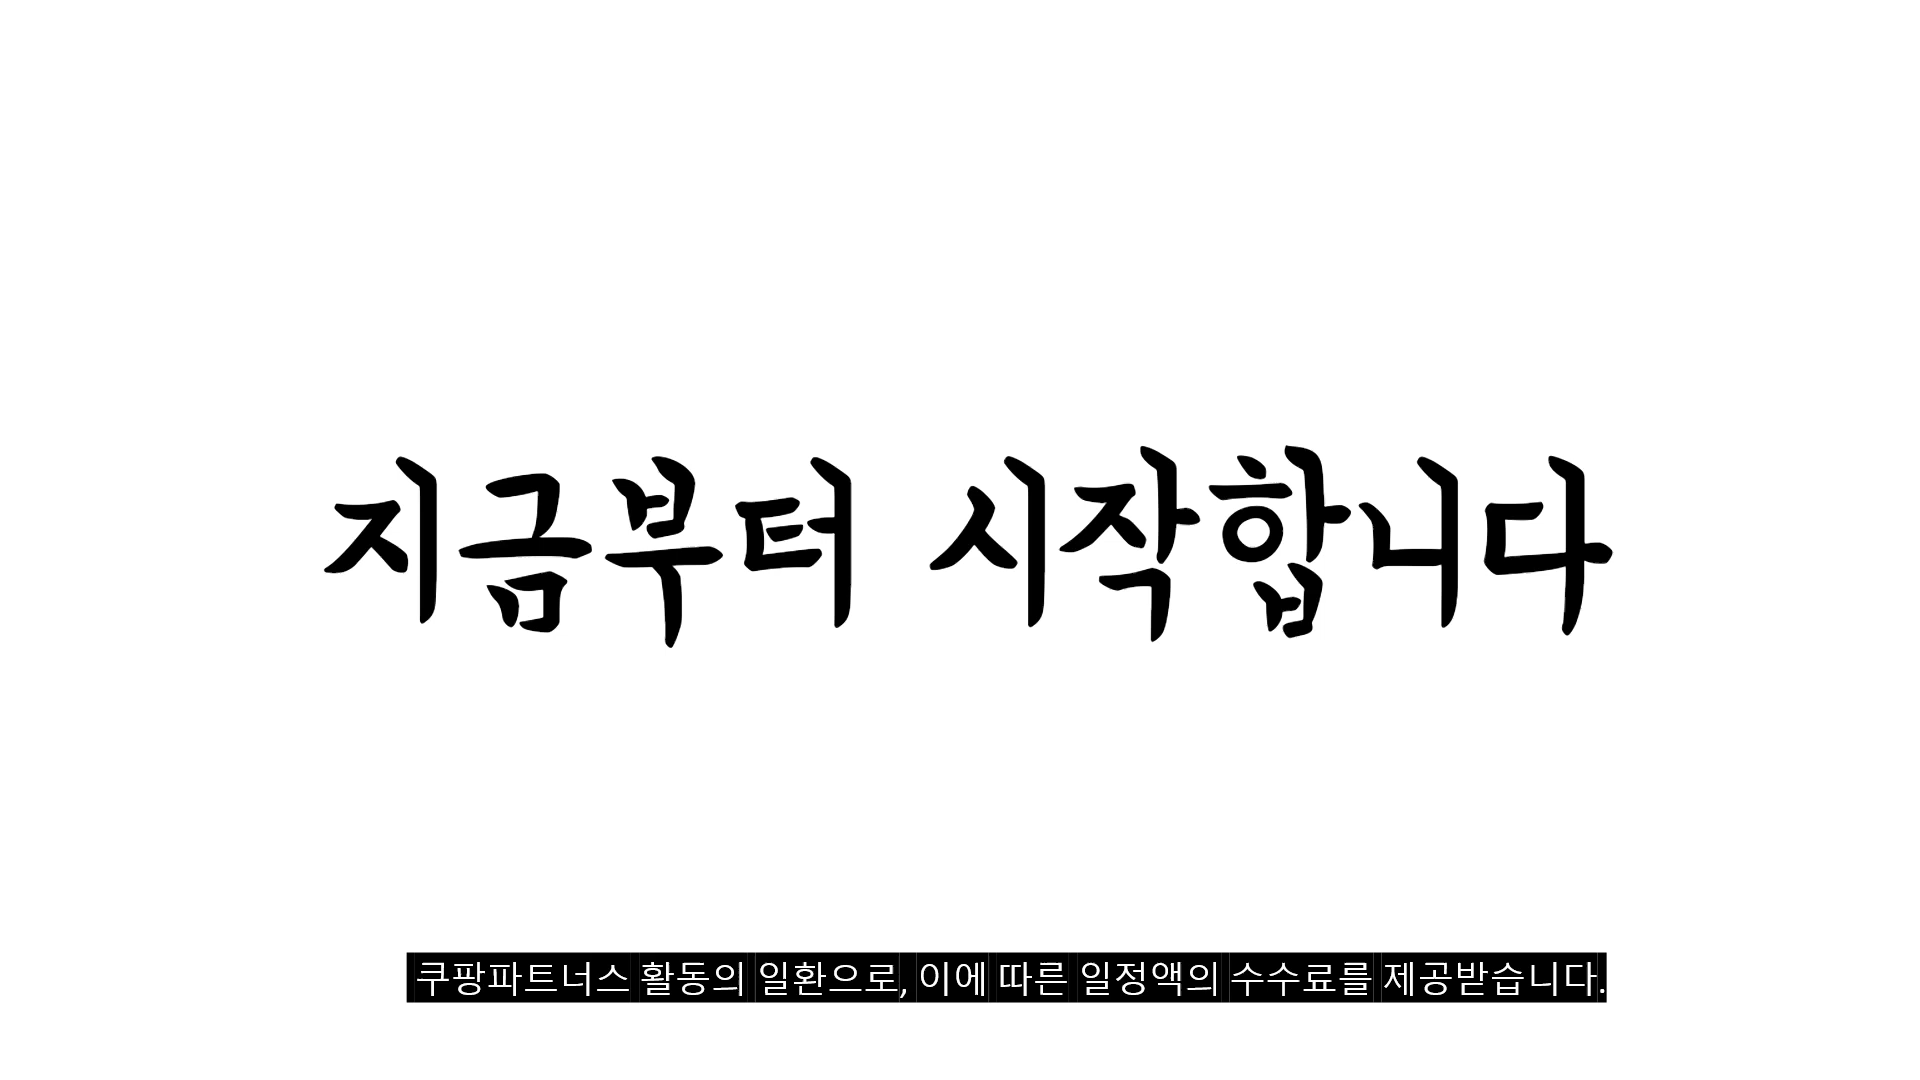 지금부터 시작합니다
쿠팡파트너스 활동의 일환으로, 이에 따른 일정액의 수수료를 제공받습니다.